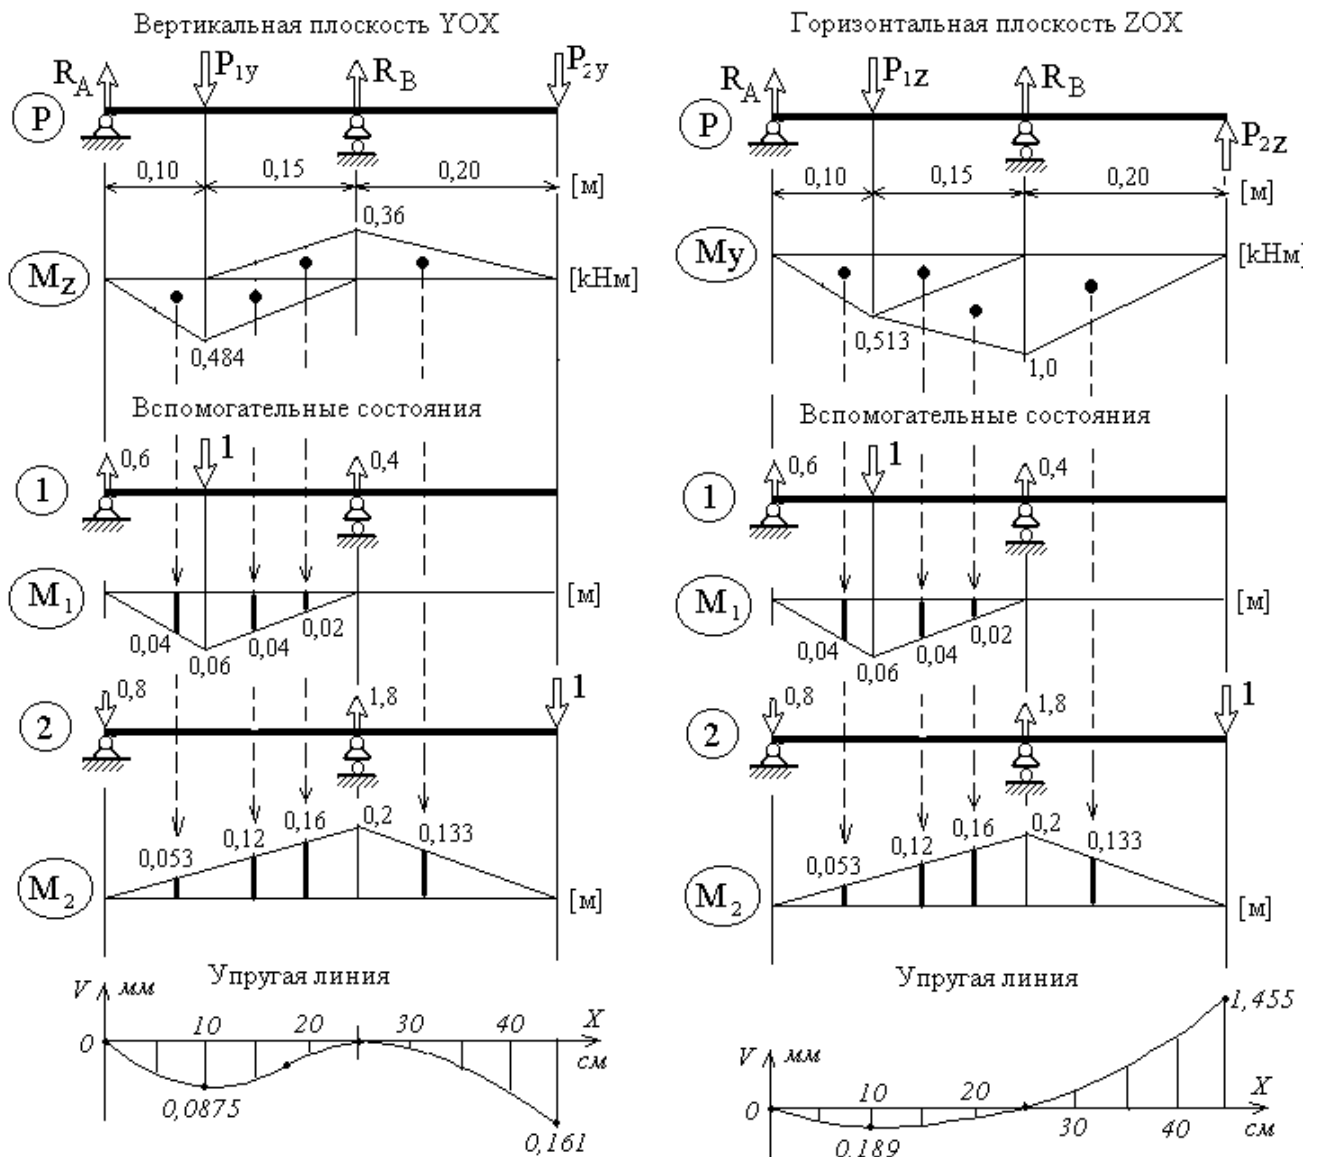 Вертикальная плоскость YOX
R_A P_1y R_B P_2y
P
0,10 0,15 0,20 [м]
0,36
M_Z [кНм]
0,484
Вспомогательные состояния
0,6 1 0,4
1
M_1 [м]
0,04 0,06 0,04 0,02
0,8 1,8 1
2
0,053 0,12 0,16 0,2 0,133
M_2 [м]
Упругая линия
V мм
10 20 30 40 X
0 см
0,0875
0,161
Горизонтальная плоскость ZOX
R_A P_1z R_B
P P_2z
0,10 0,15 0,20 [м]
My [кНм]
0,513
1,0
Вспомогательные состояния
0,6 1 0,4
1
M_1 [м]
0,04 0,06 0,04 0,02
0,8 1,8 1
2
0,053 0,12 0,16 0,2 0,133
M_2 [м]
Упругая линия
1,455
V мм
10 20 X
0 30 40 см
0,189